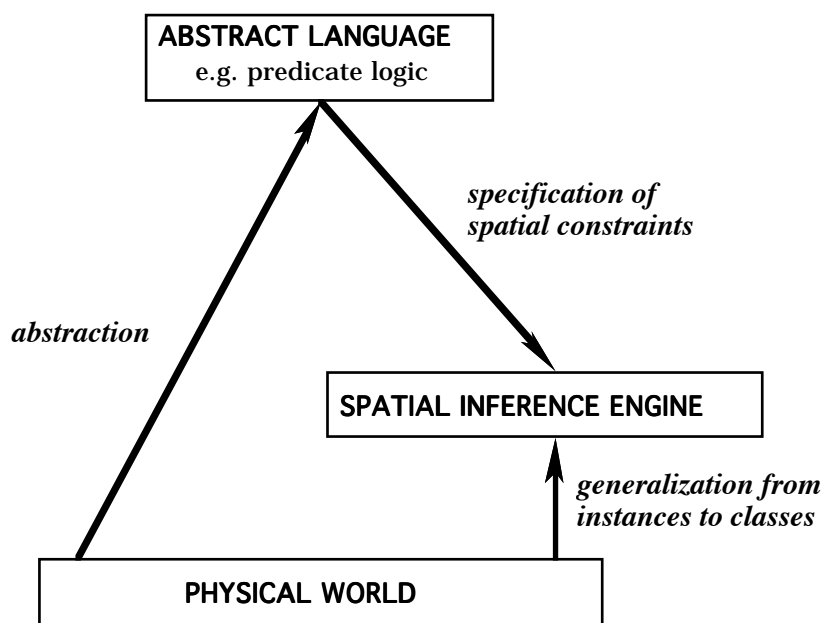 ABSTRACT LANGUAGE
e.g. predicate logic
specification of
spatial constraints
abstraction
SPATIAL INFERENCE ENGINE
generalization from
instances to classes
PHYSICAL WORLD